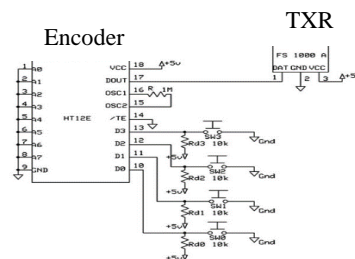 Encoder
TXR
FS 1000 A
DAT GND VCC
1 2 3
+5v
1 A0
2 A1
3 A2
4 A3
5 A4
6 A5
7 A6
8 A7
9 GND
HT12E
VCC 18 +5v
DOUT 17
OSC1 16 R 1M
OSC2 15
/TE 14
D3 13
D2 12
D1 11
D0 10
SW3
Rd3 10k Gnd
+5v
SW2
Rd2 10k Gnd
+5v
SW1
Rd1 10k Gnd
+5v
SW0
Rd0 10k Gnd
+5v